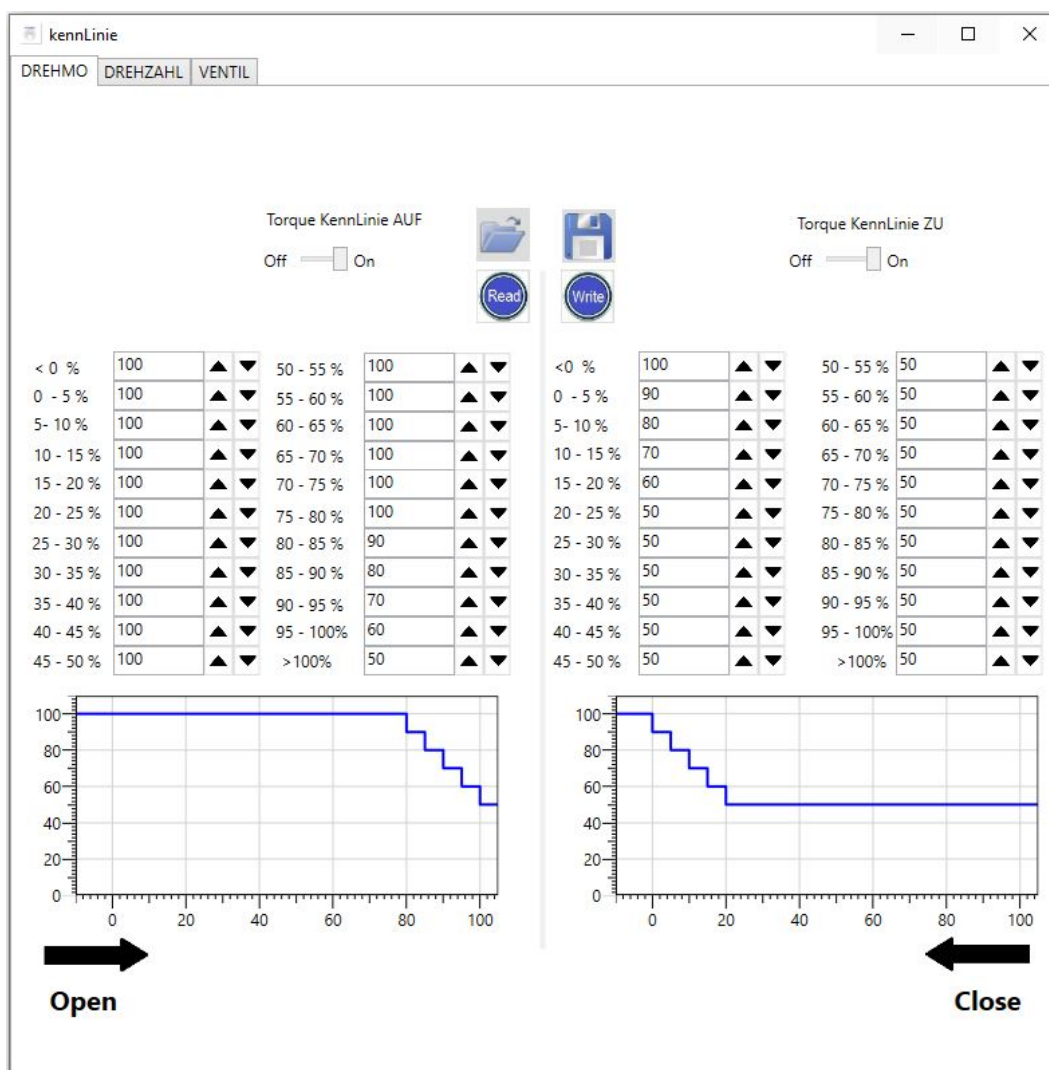 kennLinie
DREHMO DREHZAHL VENTIL
Torque KennLinie AUF
Off On
Torque KennLinie ZU
Off On
Read Write
< 0 % 100 50 - 55 % 100
0 - 5 % 100 55 - 60 % 100
5- 10 % 100 60 - 65 % 100
10 - 15 % 100 65 - 70 % 100
15 - 20 % 100 70 - 75 % 100
20 - 25 % 100 75 - 80 % 100
25 - 30 % 100 80 - 85 % 90
30 - 35 % 100 85 - 90 % 80
35 - 40 % 100 90 - 95 % 70
40 - 45 % 100 95 - 100% 60
45 - 50 % 100 >100% 50
<0 % 100 50 - 55 % 50
0 - 5 % 90 55 - 60 % 50
5- 10 % 80 60 - 65 % 50
10 - 15 % 70 65 - 70 % 50
15 - 20 % 60 70 - 75 % 50
20 - 25 % 50 75 - 80 % 50
25 - 30 % 50 80 - 85 % 50
30 - 35 % 50 85 - 90 % 50
35 - 40 % 50 90 - 95 % 50
40 - 45 % 50 95 - 100% 50
45 - 50 % 50 >100% 50
100
80
60
40
20
0
0 20 40 60 80 100
100
80
60
40
20
0
0 20 40 60 80 100
Open
Close